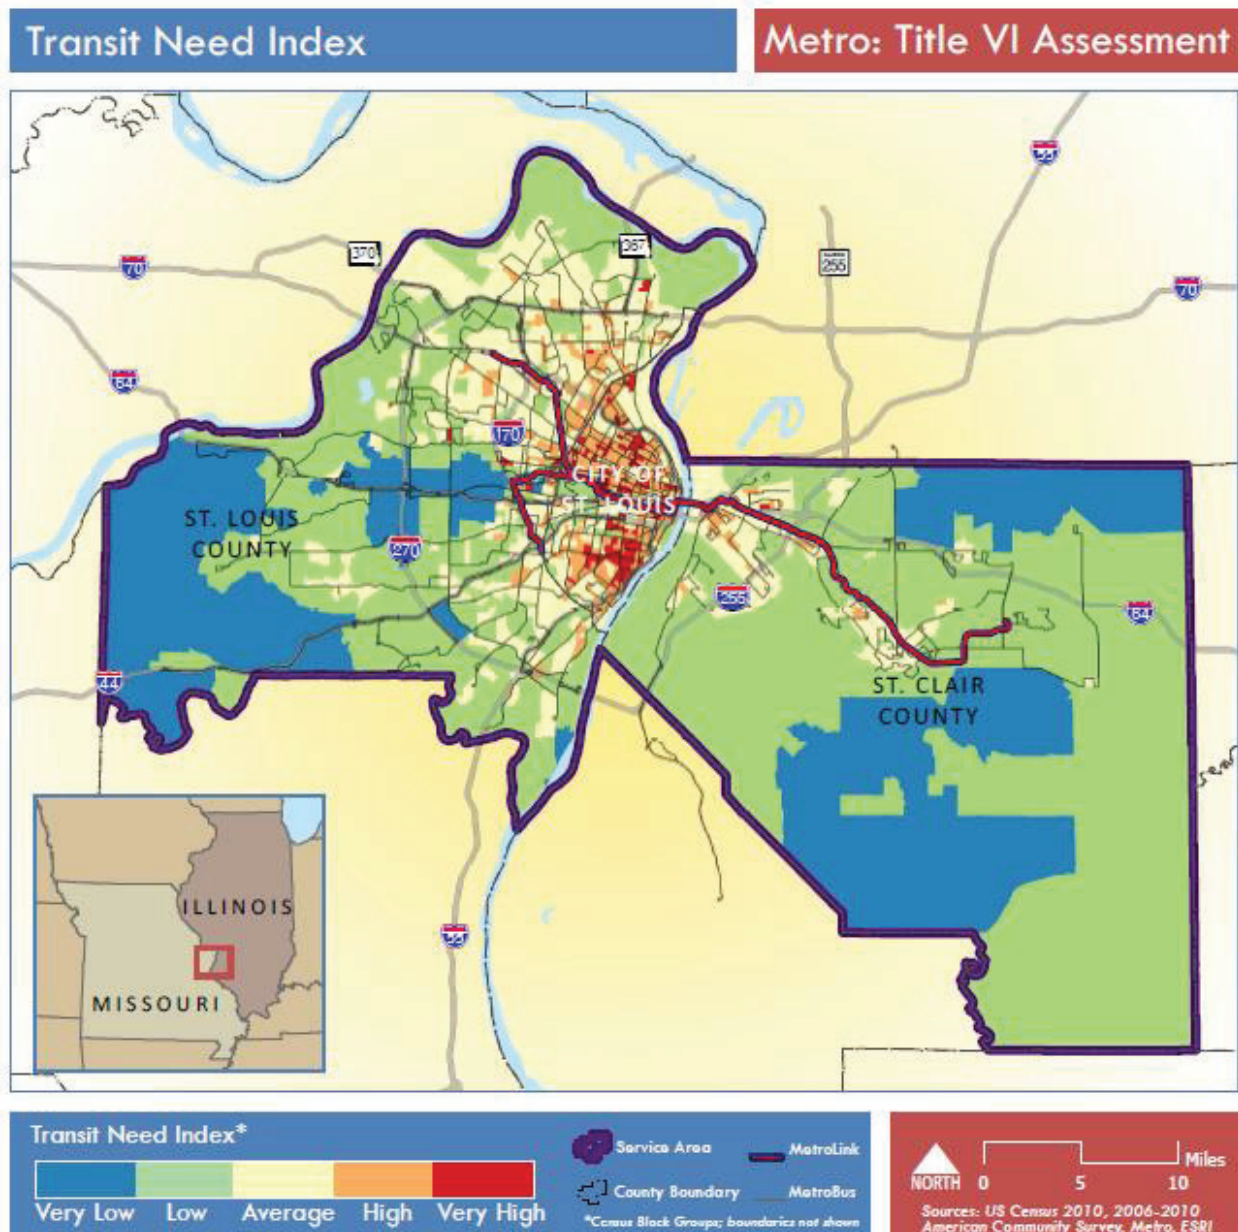 Transit Need Index
Metro: Title VI Assessment
55
370
367
255
70
70
64
170
CITY OF
ST. LOUIS
ST. LOUIS
COUNTY
270
255
64
44
ST. CLAIR
COUNTY
55
ILLINOIS
MISSOURI
Transit Need Index*
Very Low Low Average High Very High
Service Area
MetroLink
County Boundary
MetroBus
*Census Block Groups; boundaries not shown
NORTH
0 5 10
Miles
Sources: US Census 2010, 2006-2010
American Community Survey, Metro, ESRI